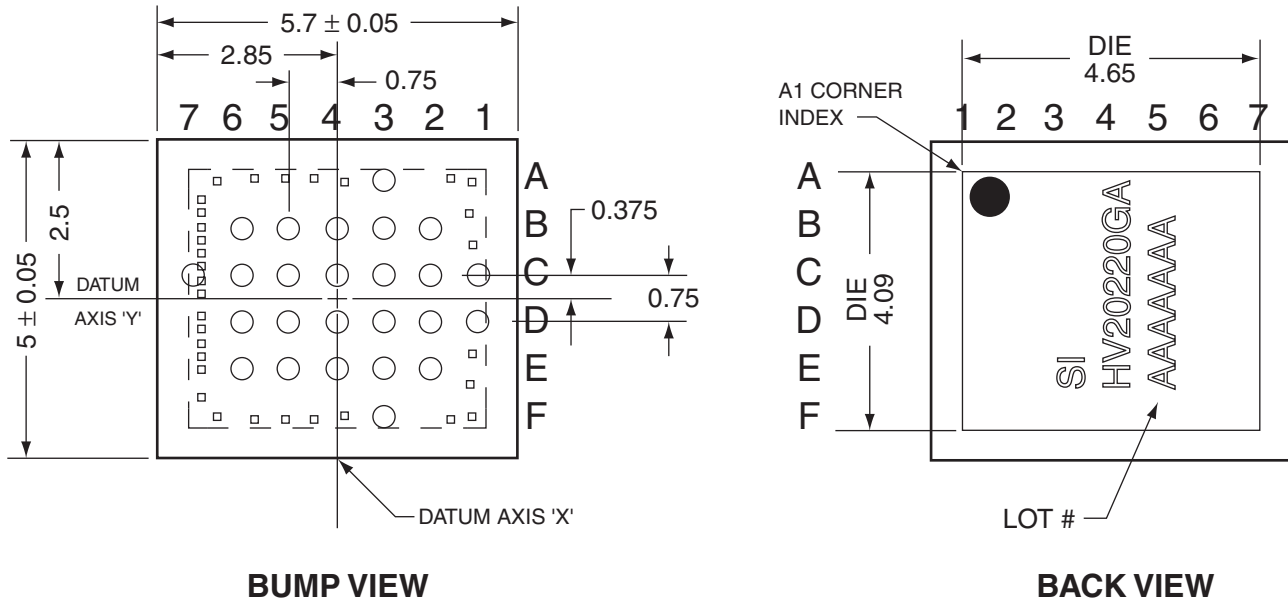 5.7 ± 0.05
2.85
0.75
7 6 5 4 3 2 1
A
B
C
D
E
F
0.375
0.75
5 ± 0.05
2.5
DATUM
AXIS 'Y'
DATUM AXIS 'X'
BUMP VIEW
DIE
4.65
A1 CORNER
INDEX
1 2 3 4 5 6 7
A
B
C
D
E
F
DIE
4.09
SI
HV20220GA
AAAAAAA
LOT #
BACK VIEW